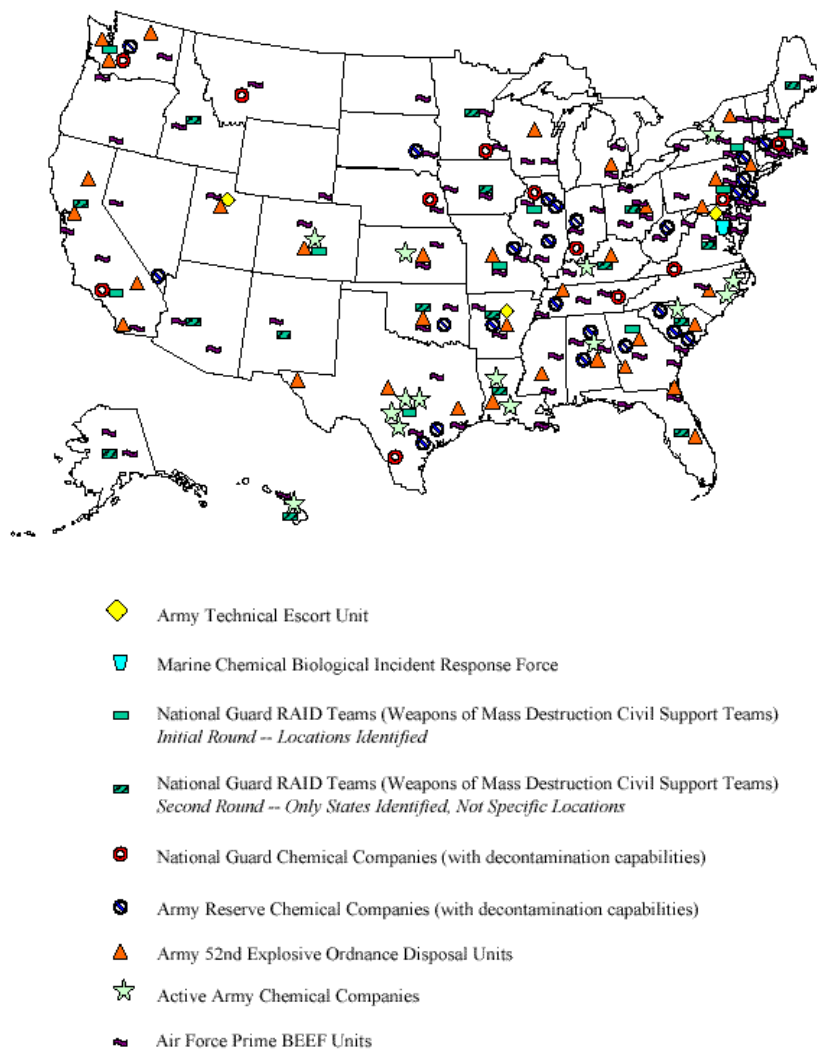 Army Technical Escort Unit
Marine Chemical Biological Incident Response Force
National Guard RAID Teams (Weapons of Mass Destruction Civil Support Teams)
Initial Round -- Locations Identified
National Guard RAID Teams (Weapons of Mass Destruction Civil Support Teams)
Second Round -- Only States Identified, Not Specific Locations
National Guard Chemical Companies (with decontamination capabilities)
Army Reserve Chemical Companies (with decontamination capabilities)
Army 52nd Explosive Ordnance Disposal Units
Active Army Chemical Companies
Air Force Prime BEEF Units